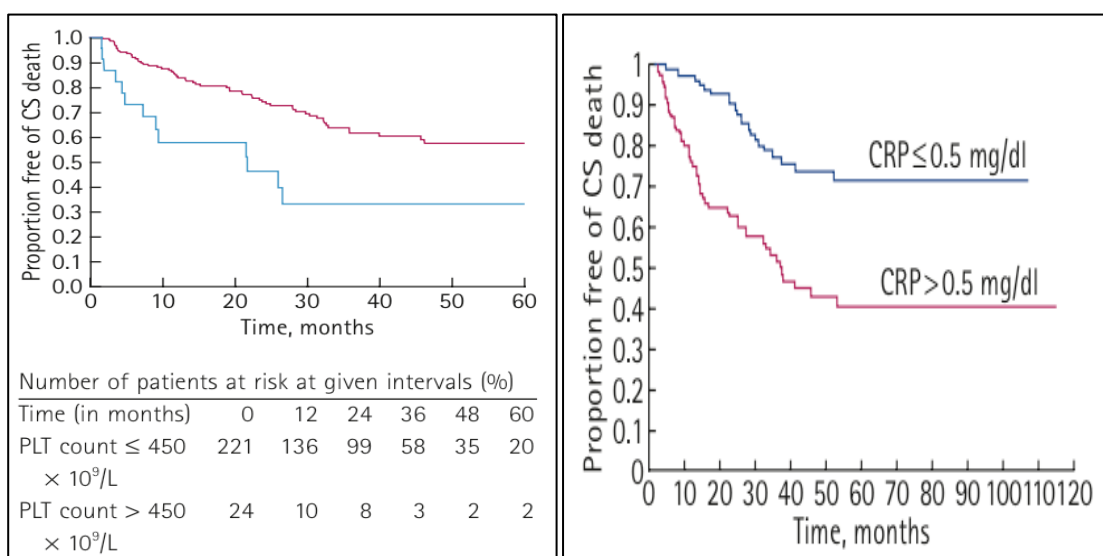 Proportion free of CS death
1.0
0.9
0.8
0.7
0.6
0.5
0.4
0.3
0.2
0.1
0.0
0 10 20 30 40 50 60
Time, months
Number of patients at risk at given intervals (%)
Time (in months) 0 12 24 36 48 60
PLT count ≤ 450 221 136 99 58 35 20
× 10⁹/L
PLT count > 450 24 10 8 3 2 2
× 10⁹/L
Proportion free of CS death
1
0.9
0.8
0.7
0.6
0.5
0.4
0.3
0.2
0.1
0
CRP≤0.5 mg/dl
CRP>0.5 mg/dl
0 10 20 30 40 50 60 70 80 90 100110120
Time, months